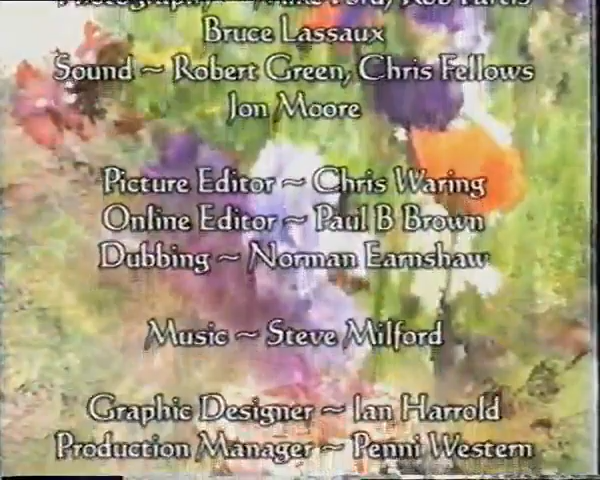 Bruce Lassaux
Sound ~ Robert Green, Chris Fellows
Jon Moore
Picture Editor ~ Chris Waring
Online Editor ~ Paul B Brown
Dubbing ~ Norman Earnshaw
Music ~ Steve Milford
Graphic Designer ~ Ian Harrold
Production Manager ~ Penni Western